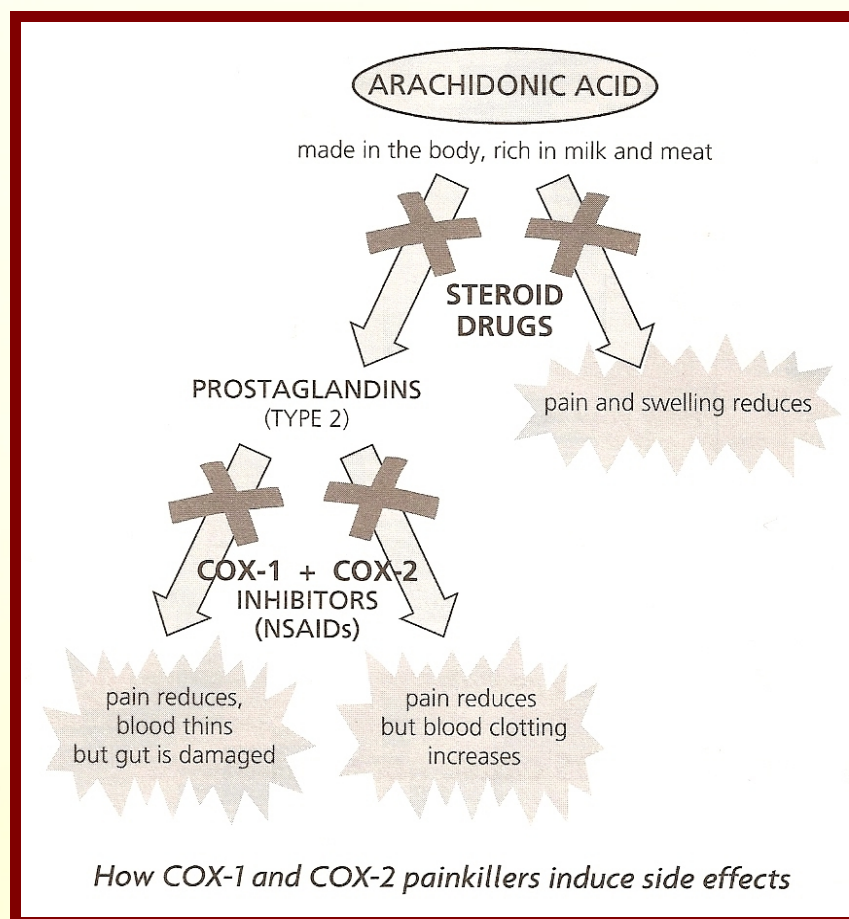 ARACHIDONIC ACID
made in the body, rich in milk and meat
STEROID
DRUGS
PROSTAGLANDINS
(TYPE 2)
pain and swelling reduces
COX-1 + COX-2
INHIBITORS
(NSAIDs)
pain reduces,
blood thins
but gut is damaged
pain reduces
but blood clotting
increases
How COX-1 and COX-2 painkillers induce side effects